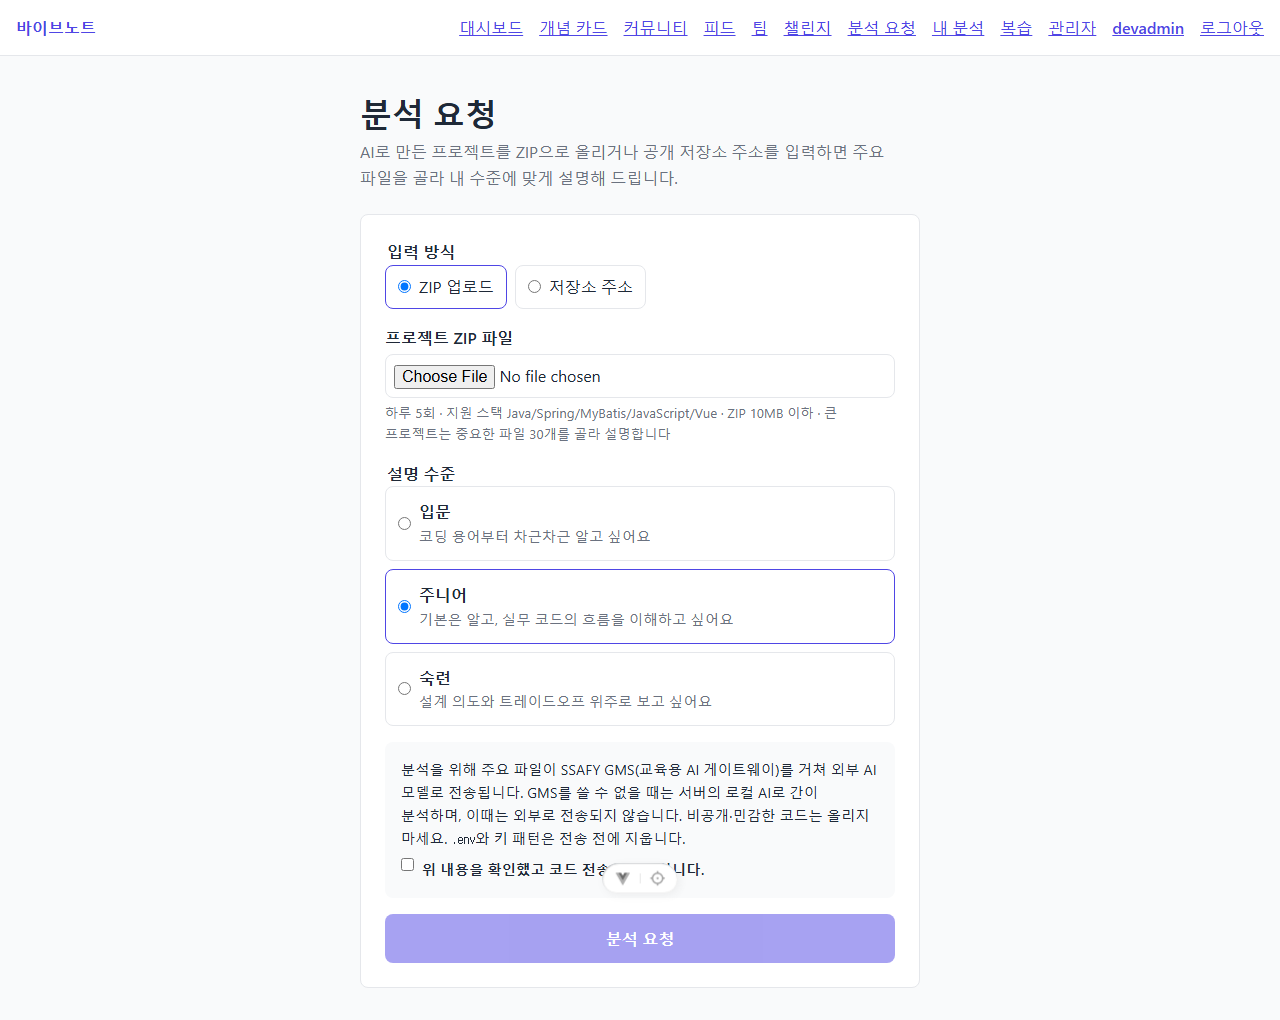 바이브노트
대시보드 개념 카드 커뮤니티 피드 팀 챌린지 분석 요청 내 분석 복습 관리자 devadmin 로그아웃
분석 요청
AI로 만든 프로젝트를 ZIP으로 올리거나 공개 저장소 주소를 입력하면 주요
파일을 골라 내 수준에 맞게 설명해 드립니다.
입력 방식
ZIP 업로드 저장소 주소
프로젝트 ZIP 파일
Choose File No file chosen
하루 5회 · 지원 스택 Java/Spring/MyBatis/JavaScript/Vue · ZIP 10MB 이하 · 큰
프로젝트는 중요한 파일 30개를 골라 설명합니다
설명 수준
입문
코딩 용어부터 차근차근 알고 싶어요
주니어
기본은 알고, 실무 코드의 흐름을 이해하고 싶어요
숙련
설계 의도와 트레이드오프 위주로 보고 싶어요
분석을 위해 주요 파일이 SSAFY GMS(교육용 AI 게이트웨이)를 거쳐 외부 AI
모델로 전송됩니다. GMS를 쓸 수 없을 때는 서버의 로컬 AI로 간이
분석하며, 이때는 외부로 전송되지 않습니다. 비공개·민감한 코드는 올리지
마세요. .env와 키 패턴은 전송 전에 지웁니다.
위 내용을 확인했고 코드 니다.
분석 요청